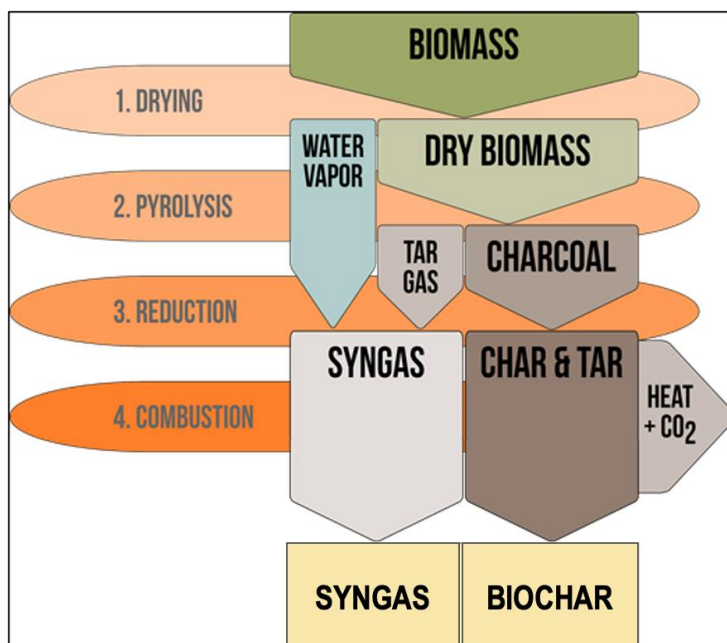 BIOMASS
1. DRYING
WATER
VAPOR
DRY BIOMASS
2. PYROLYSIS
TAR
GAS
CHARCOAL
3. REDUCTION
SYNGAS
CHAR & TAR
HEAT
+ CO₂
4. COMBUSTION
SYNGAS
BIOCHAR